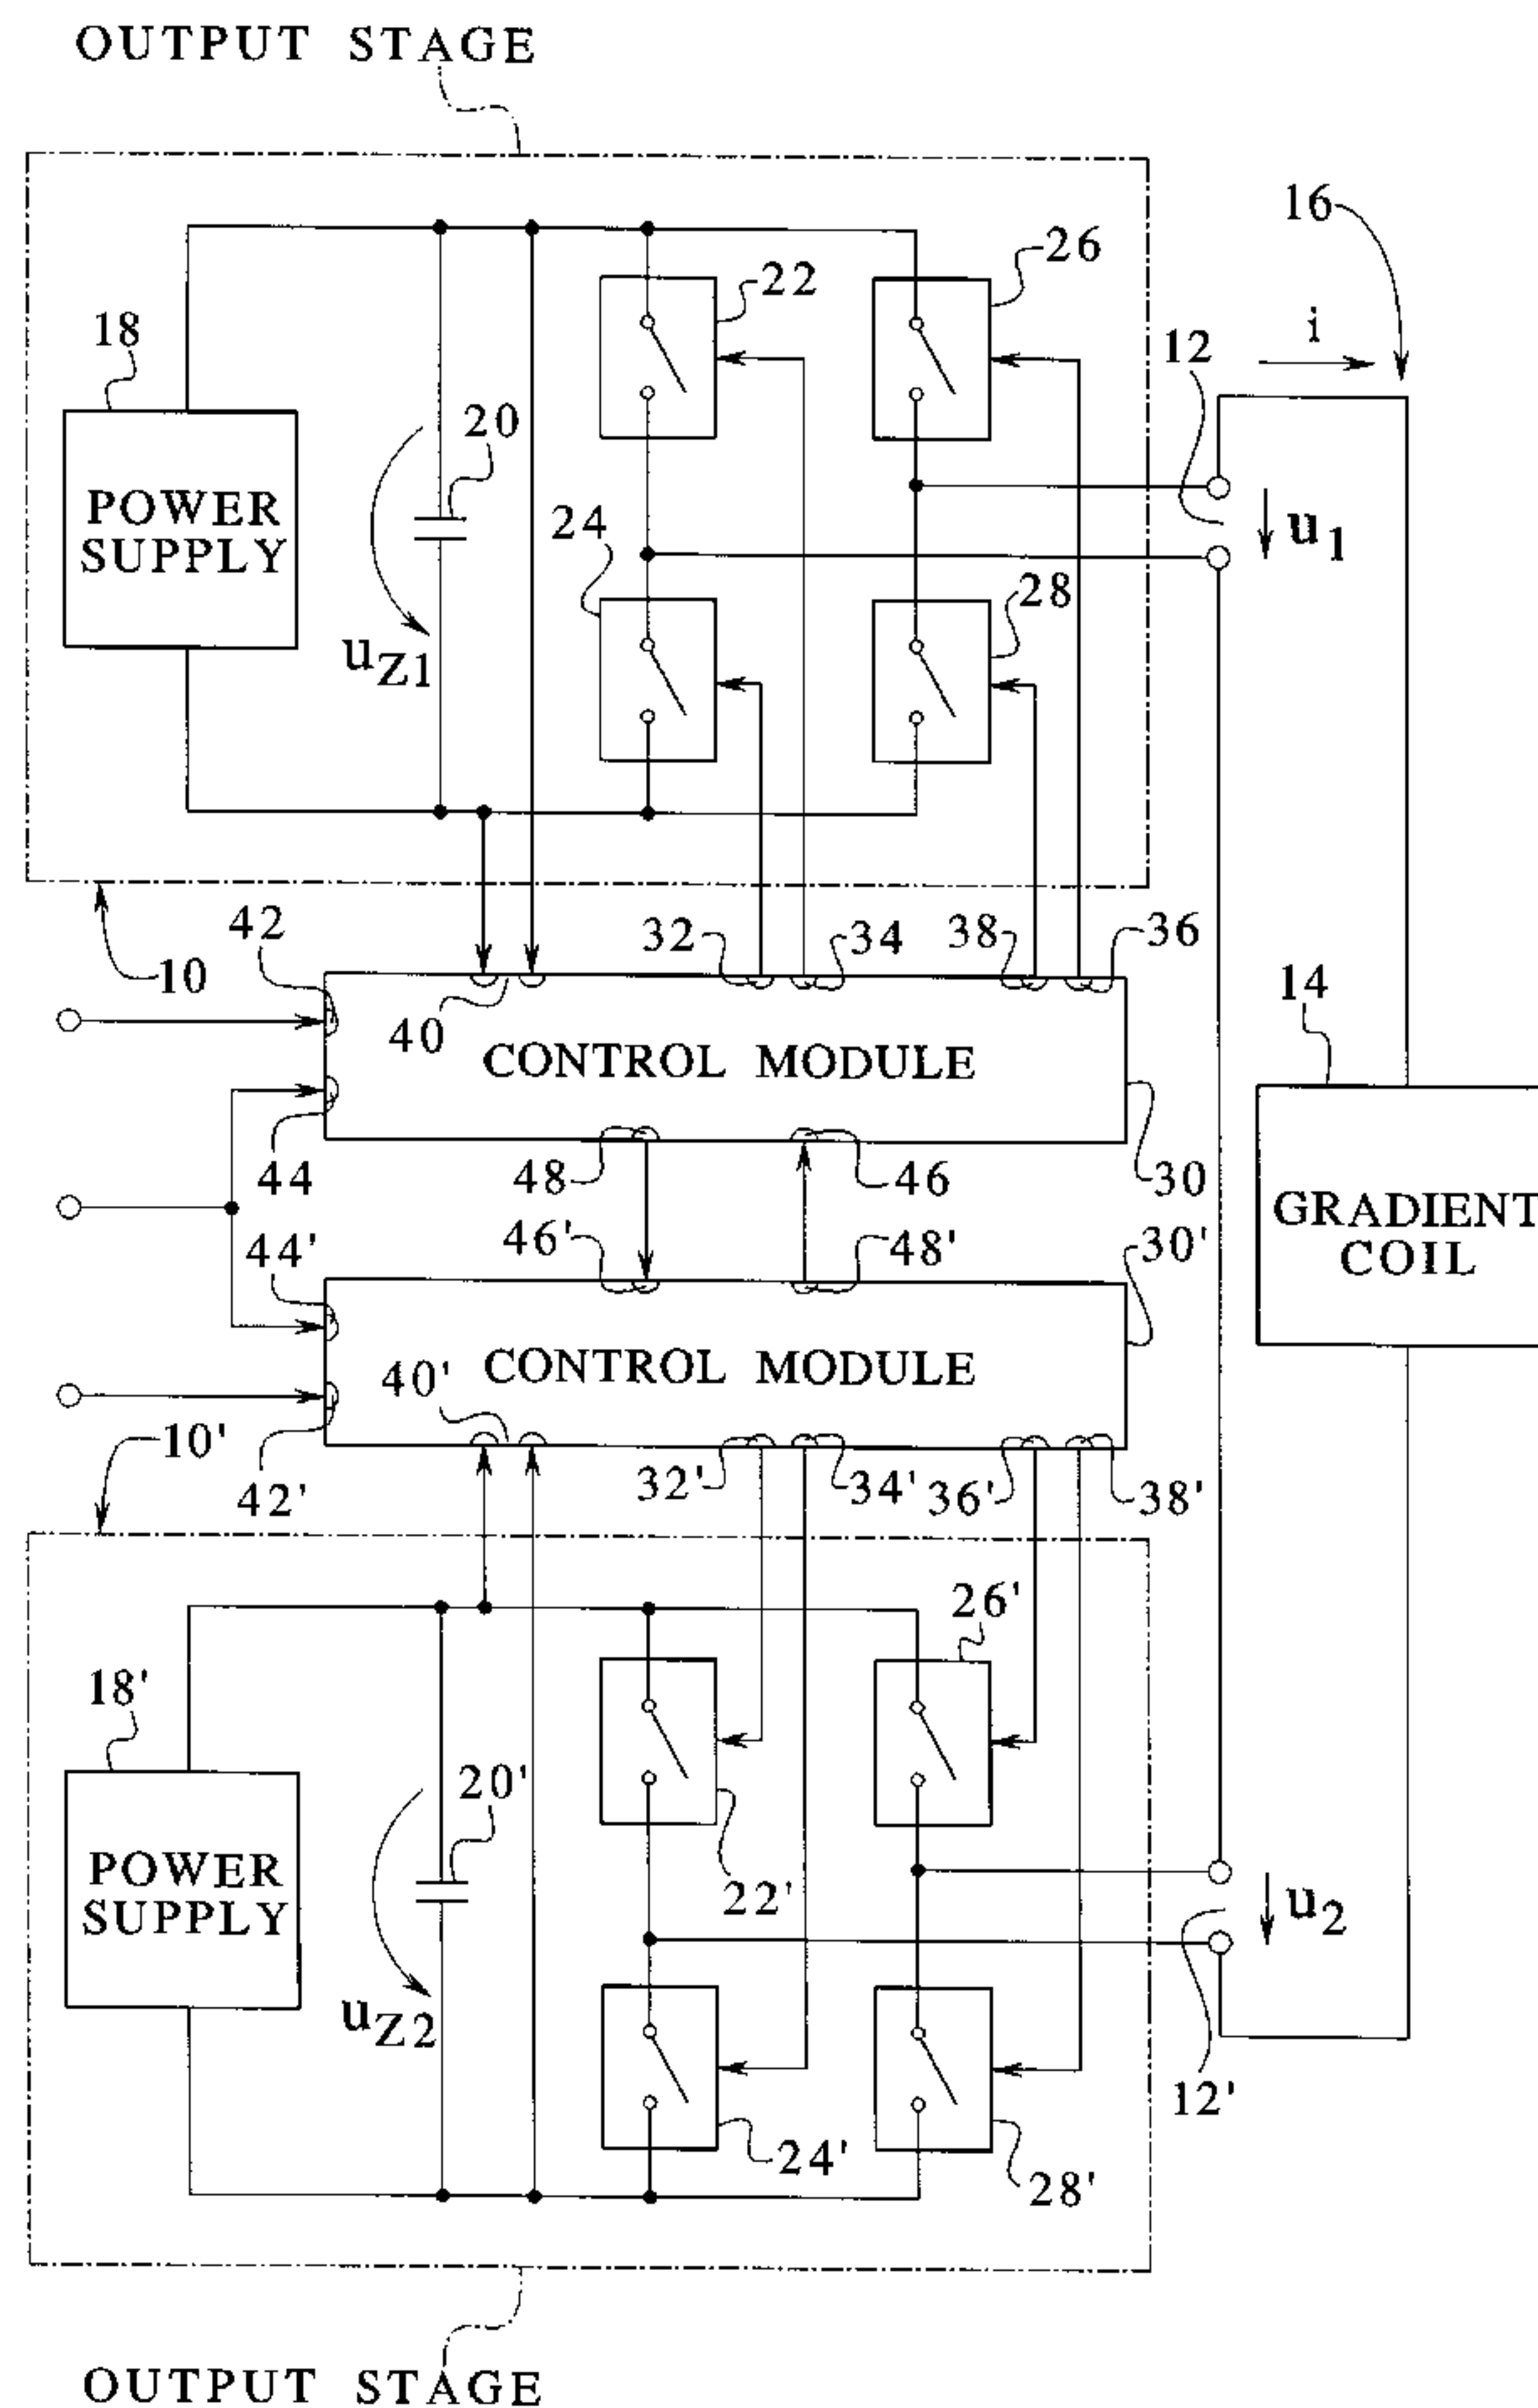 OUTPUT STAGE
16
26
22
18
12
i
20
POWER
SUPPLY
24
u1
28
uZ1
42
32
34
38
36
10
40
14
CONTROL MODULE
44
48
46
30
GRADIENT
COIL
44'
46'
48'
30'
40'
CONTROL MODULE
10'
42'
32'
34'
36'
38'
26'
18'
20'
POWER
SUPPLY
22'
u2
uZ2
12'
24'
28'
OUTPUT STAGE